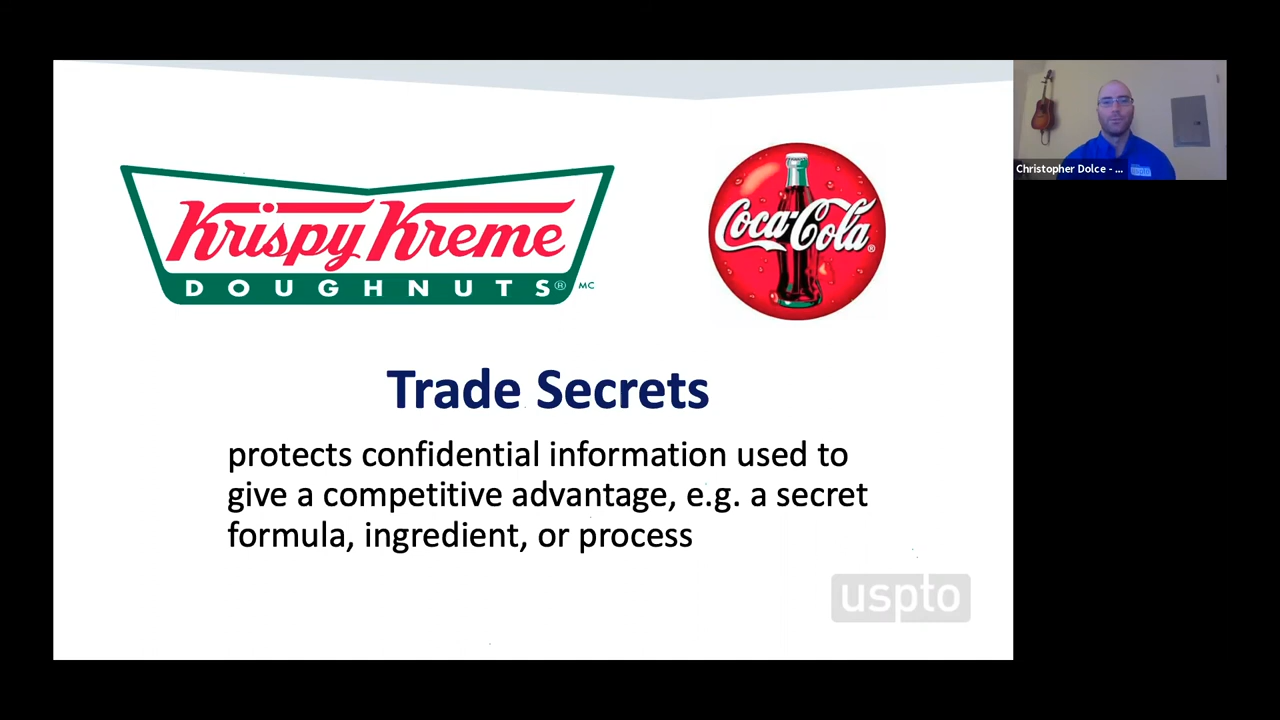 Krispy Kreme
DOUGHNUTS® MC
Coca-Cola®
Christopher Dolce - ...
Trade Secrets
protects confidential information used to
give a competitive advantage, e.g. a secret
formula, ingredient, or process
uspto